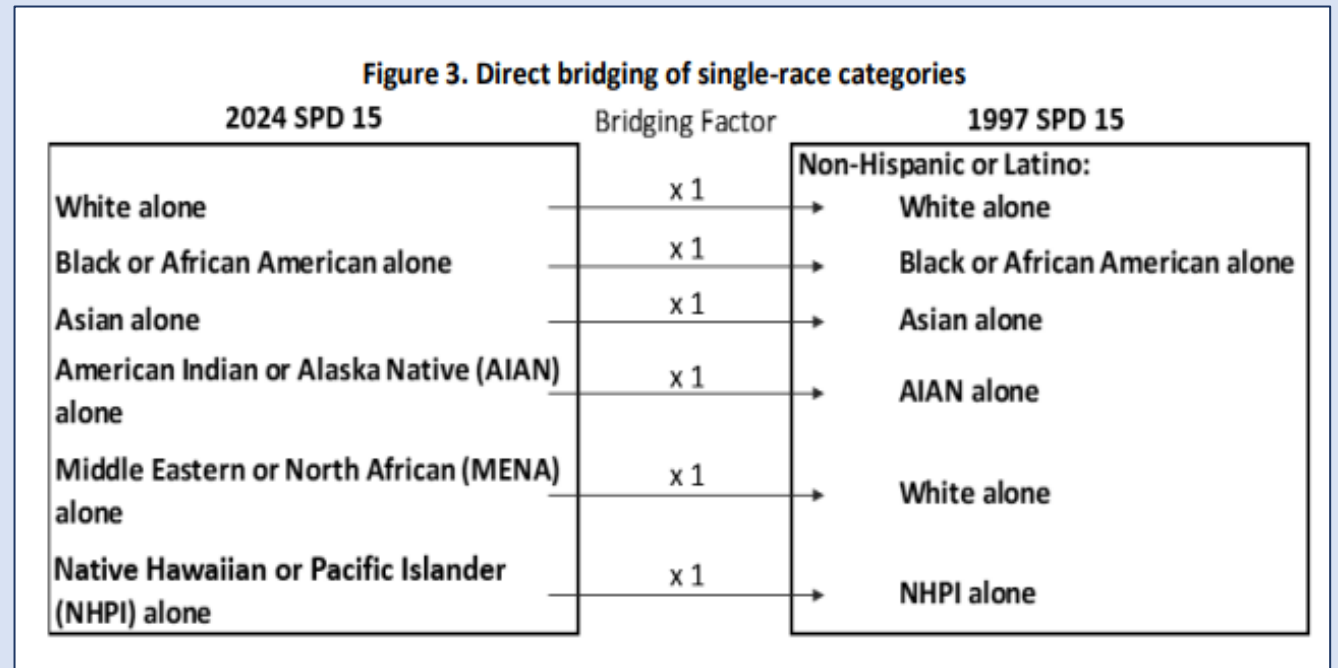 Figure 3. Direct bridging of single-race categories
2024 SPD 15 Bridging Factor 1997 SPD 15
Non-Hispanic or Latino:
White alone x 1 White alone
Black or African American alone x 1 Black or African American alone
Asian alone x 1 Asian alone
American Indian or Alaska Native (AIAN)
alone x 1 AIAN alone
Middle Eastern or North African (MENA)
alone x 1 White alone
Native Hawaiian or Pacific Islander
(NHPI) alone x 1 NHPI alone